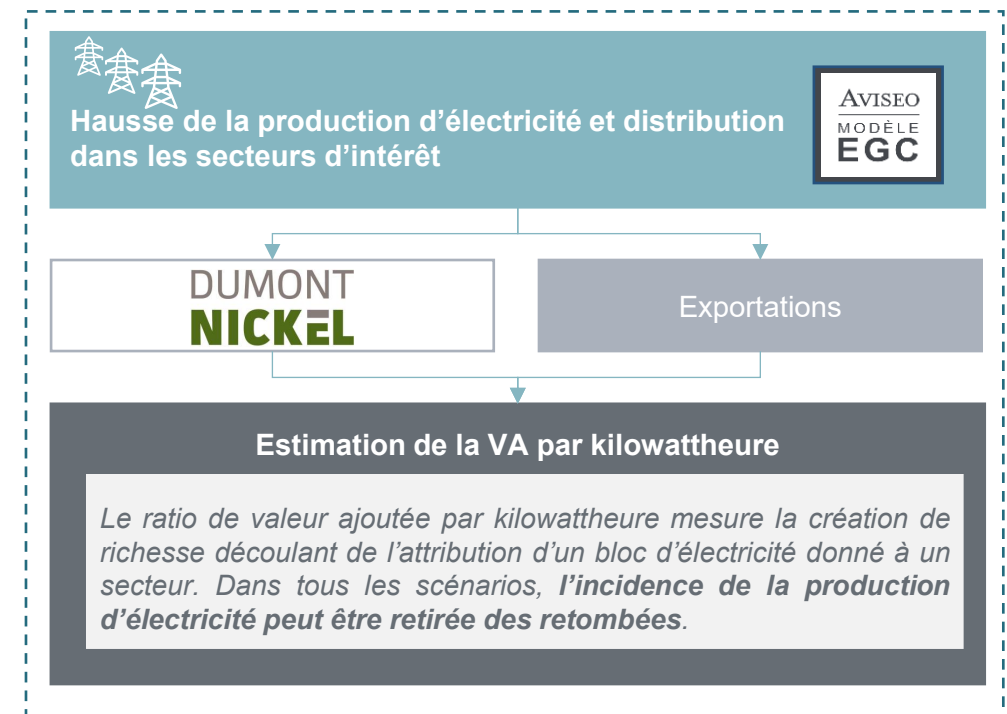 Hausse de la production d'électricité et distribution
dans les secteurs d'intérêt
AVISEO
MODÈLE
EGC
DUMONT
NICKEL
Exportations
Estimation de la VA par kilowattheure
Le ratio de valeur ajoutée par kilowattheure mesure la création de
richesse découlant de l'attribution d'un bloc d'électricité donné à un
secteur. Dans tous les scénarios, l'incidence de la production
d'électricité peut être retirée des retombées.